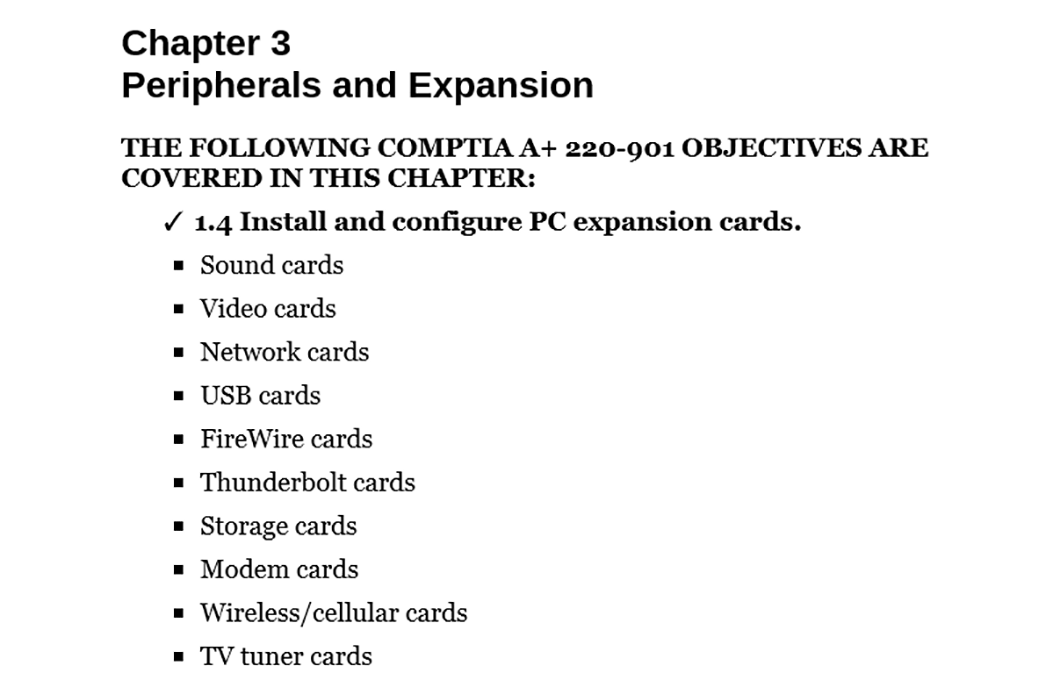 Chapter 3
Peripherals and Expansion
THE FOLLOWING COMPTIA A+ 220-901 OBJECTIVES ARE
COVERED IN THIS CHAPTER:
✓ 1.4 Install and configure PC expansion cards.
▪ Sound cards
▪ Video cards
▪ Network cards
▪ USB cards
▪ FireWire cards
▪ Thunderbolt cards
▪ Storage cards
▪ Modem cards
▪ Wireless/cellular cards
▪ TV tuner cards